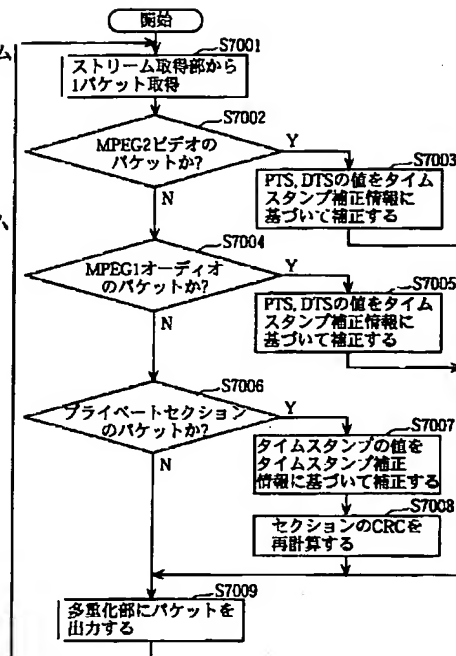 開始
ム
S7001
ストリーム取得部から
1パケット取得
S7002
MPEG2ビデオの
パケットか?
Y
N
S7003
PTS, DTSの値をタイム
スタンプ補正情報に
基づいて補正する
ム
S7004
MPEG1オーディオ
のパケットか?
Y
N
S7005
PTS, DTSの値をタイム
スタンプ補正情報に
基づいて補正する
S7006
プライベートセクション
のパケットか?
Y
N
S7007
タイムスタンプの値を
タイムスタンプ補正
情報に基づいて補正する
S7008
セクションのCRCを
再計算する
S7009
多重化部にパケットを
出力する